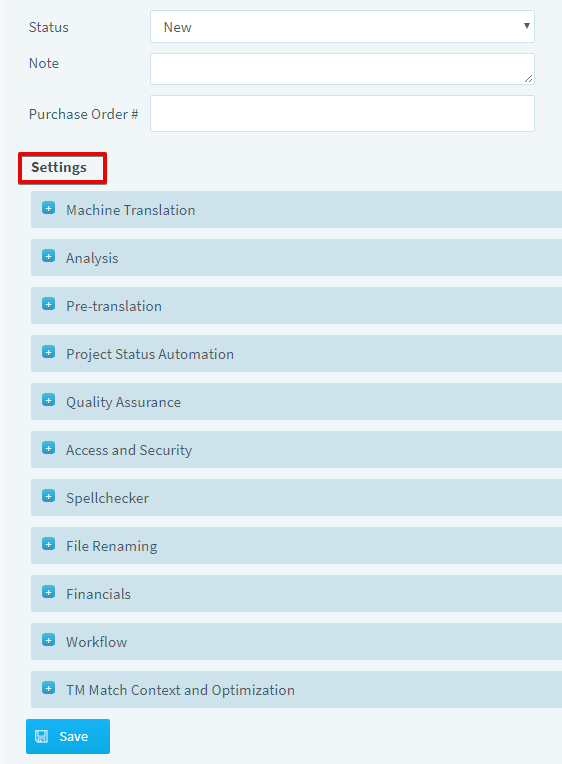 Status New
Note
Purchase Order #
Settings
Machine Translation
Analysis
Pre-translation
Project Status Automation
Quality Assurance
Access and Security
Spellchecker
File Renaming
Financials
Workflow
TM Match Context and Optimization
Save